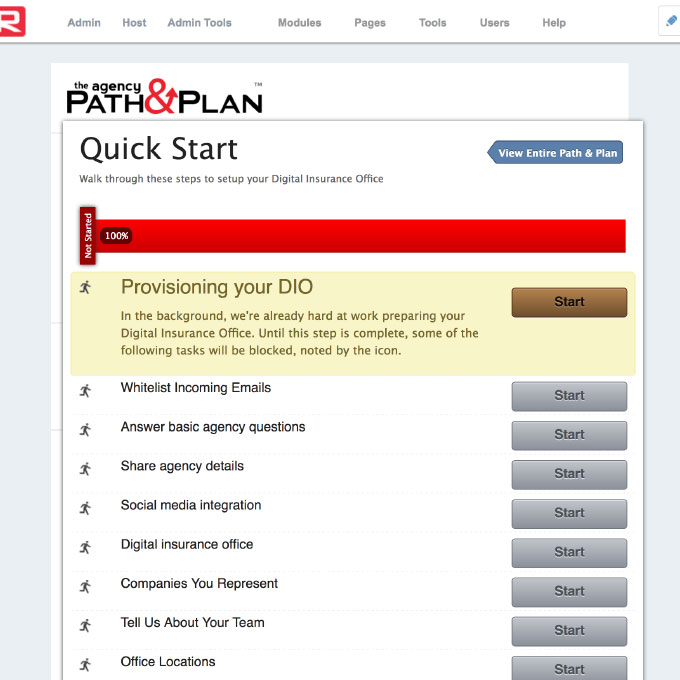 R
Admin Host Admin Tools Modules Pages Tools Users Help
the agency
PATH&PLAN™
Quick Start
View Entire Path & Plan
Walk through these steps to setup your Digital Insurance Office
Not Started
100%
Provisioning your DIO
Start
In the background, we're already hard at work preparing your
Digital Insurance Office. Until this step is complete, some of the
following tasks will be blocked, noted by the icon.
Whitelist Incoming Emails Start
Answer basic agency questions Start
Share agency details Start
Social media integration Start
Digital insurance office Start
Companies You Represent Start
Tell Us About Your Team Start
Office Locations Start